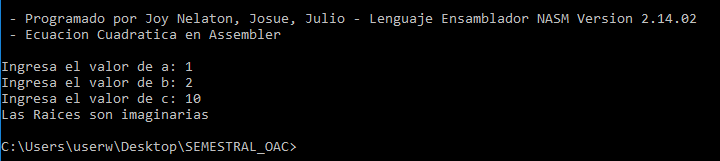 - Programado por Joy Nelaton, Josue, Julio - Lenguaje Ensamblador NASM Version 2.14.02
- Ecuacion Cuadratica en Assembler
Ingresa el valor de a: 1
Ingresa el valor de b: 2
Ingresa el valor de c: 10
Las Raices son imaginarias
C:\Users\userw\Desktop\SEMESTRAL_OAC>